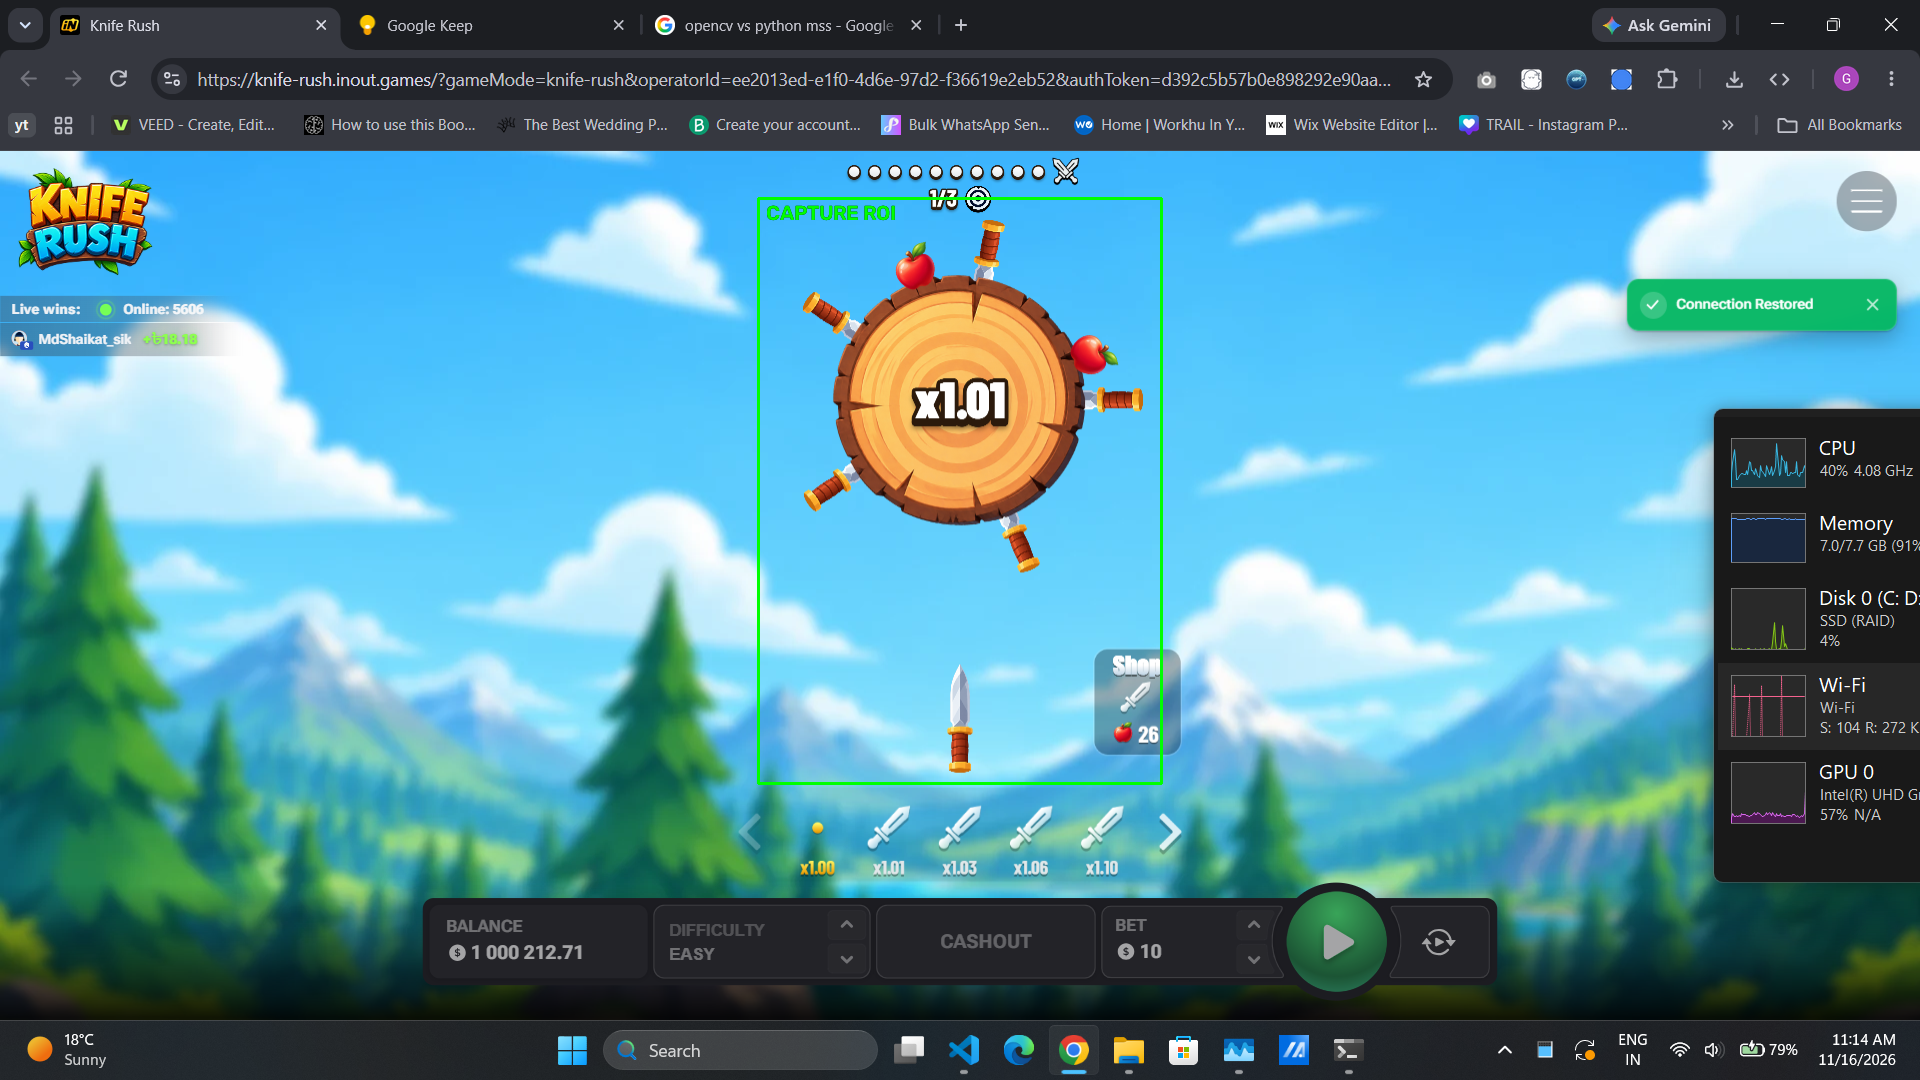 Knife Rush
Google Keep
opencv vs python mss - Google
Ask Gemini
https://knife-rush.inout.games/?gameMode=knife-rush&operatorId=ee2013ed-e1f0-4d6e-97d2-f36619e2eb52&authToken=d392c5b57b0e898292e90aa...
G
yt
VEED - Create, Edit...
How to use this Boo...
The Best Wedding P...
Create your account...
Bulk WhatsApp Sen...
Home | Workhu In Y...
WIX
Wix Website Editor |...
TRAIL - Instagram P...
All Bookmarks
KNIFE
RUSH
1/3
CAPTURE ROI
Live wins:
Online: 5606
MdShaikat_sik
+৳18.18
Connection Restored
x1.01
CPU
40% 4.08 GHz
Memory
7.0/7.7 GB (91%
Disk 0 (C: D:
SSD (RAID)
4%
Wi-Fi
Wi-Fi
S: 104 R: 272 K
GPU 0
Intel(R) UHD Gr
57% N/A
Shop
26
x1.00
x1.01
x1.03
x1.06
x1.10
BALANCE
$ 1 000 212.71
DIFFICULTY
EASY
CASHOUT
BET
$ 10
18°C
Sunny
Search
ENG
IN
79%
11:14 AM
11/16/2026